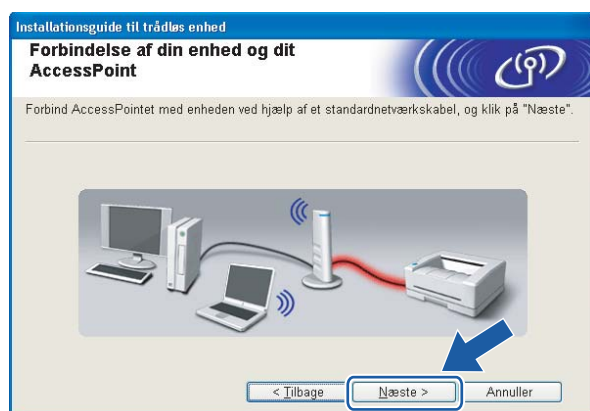 Installationsguide til trådløs enhed
Forbindelse af din enhed og dit
AccessPoint
Forbind AccessPointet med enheden ved hjælp af et standardnetværkskabel, og klik på "Næste".
< Tilbage
Næste >
Annuller